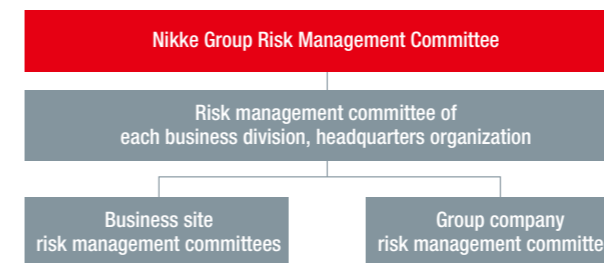 Nikke Group Risk Management Committee
Risk management committee of
each business division, headquarters organization
Business site
risk management committees
Group company
risk management committe